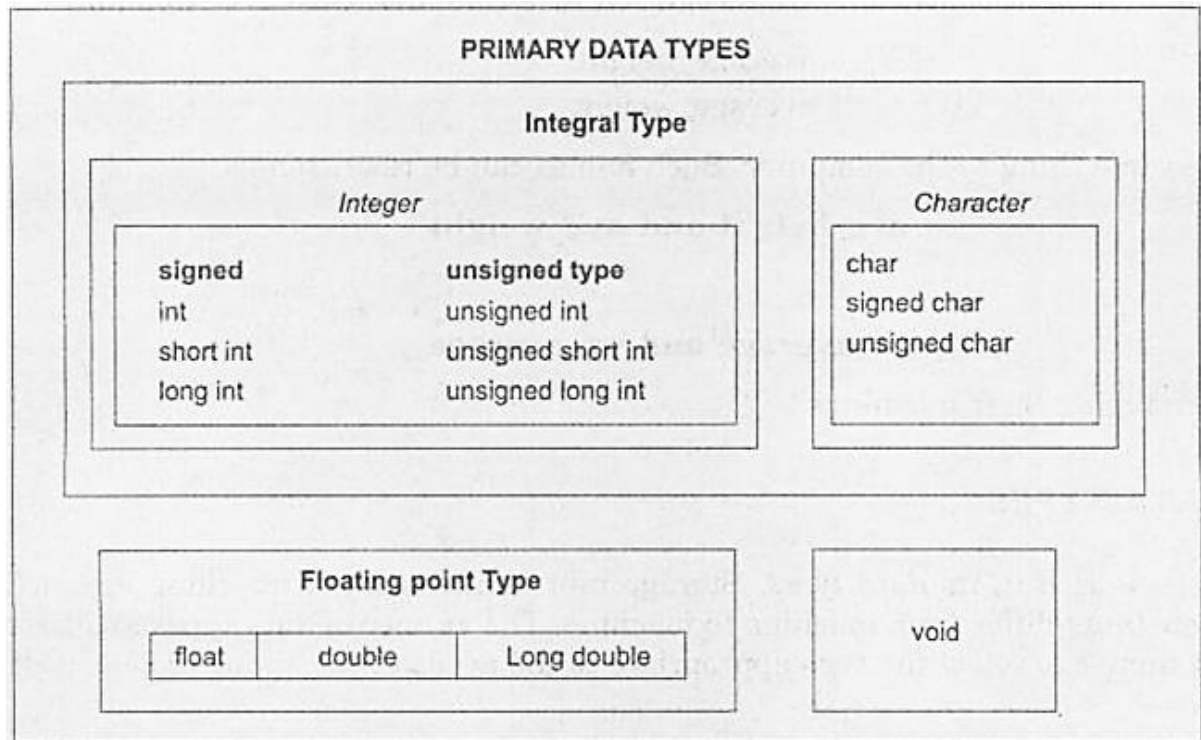 PRIMARY DATA TYPES
Integral Type
Integer
signed unsigned type
int unsigned int
short int unsigned short int
long int unsigned long int
Character
char
signed char
unsigned char
Floating point Type
float double Long double
void